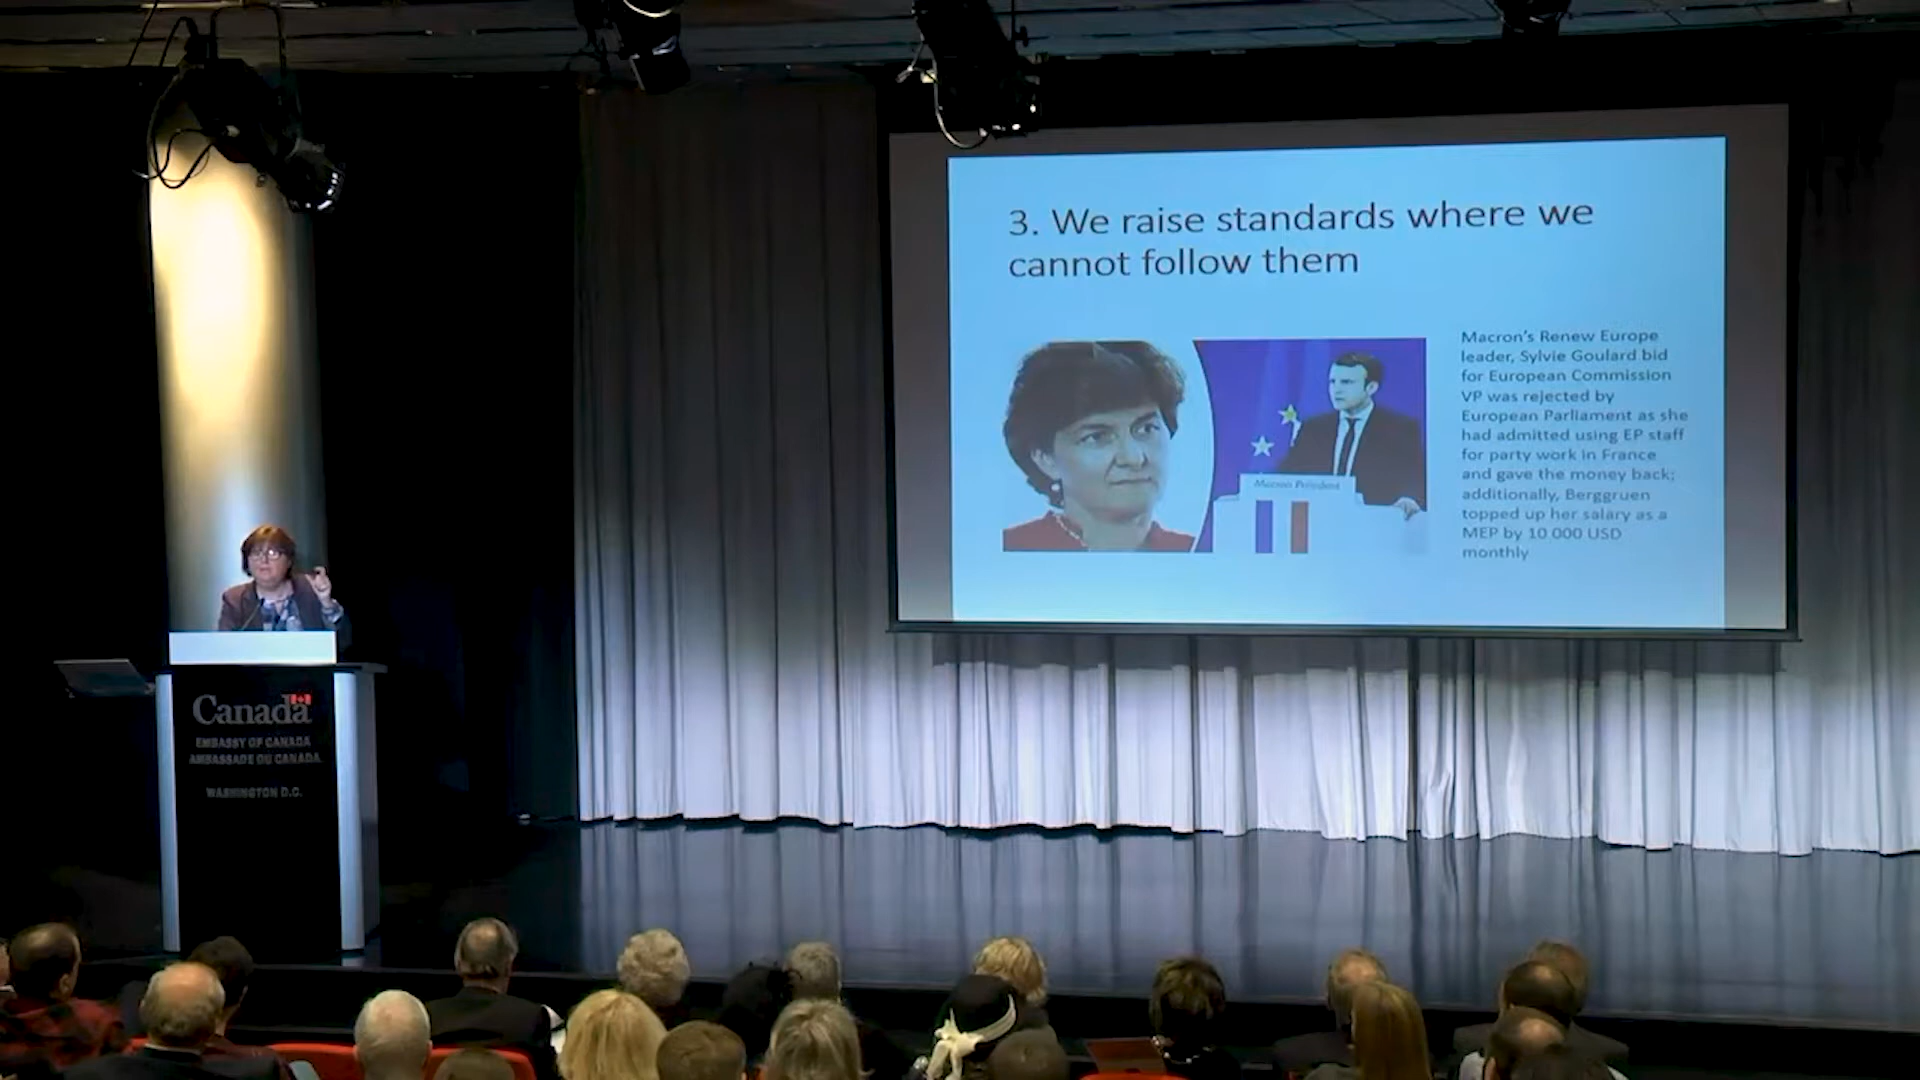 3. We raise standards where we
cannot follow them
Macron's Renew Europe
leader, Sylvie Goulard bid
for European Commission
VP was rejected by
European Parliament as she
had admitted using EP staff
for party work in France
and gave the money back;
additionally, Berggruen
topped up her salary as a
MEP by 10 000 USD
monthly
Macron Président
Canada
EMBASSY OF CANADA
AMBASSADE DU CANADA
WASHINGTON D.C.